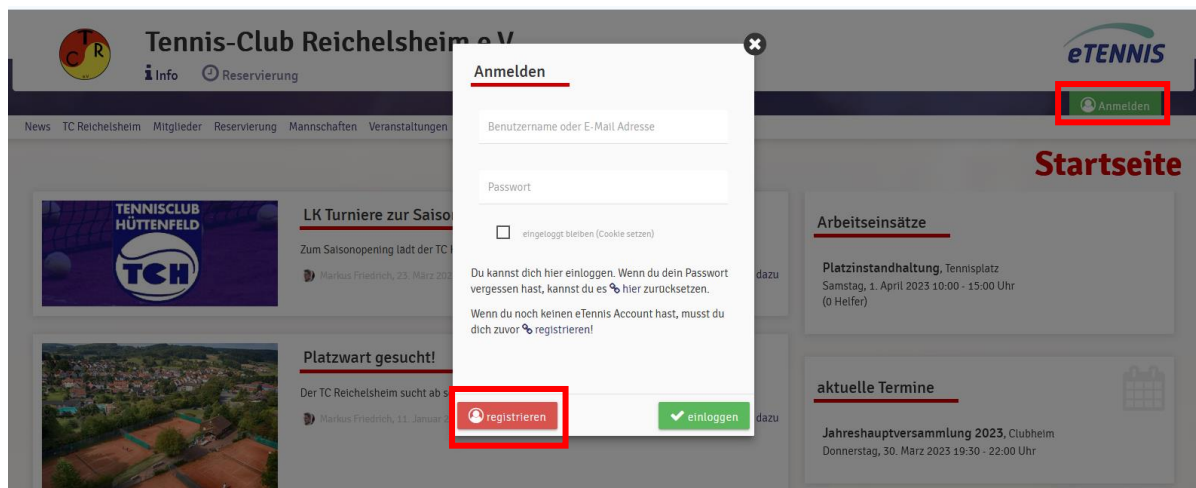 Tennis-Club Reichelsheim e.V.
Info Reservierung
eTENNIS
Anmelden
News TC Reichelsheim Mitglieder Reservierung Mannschaften Veranstaltungen
Startseite
Anmelden
Benutzername oder E-Mail Adresse
Passwort
eingeloggt bleiben (Cookie setzen)
Du kannst dich hier einloggen. Wenn du dein Passwort
vergessen hast, kannst du es hier zurücksetzen.
Wenn du noch keinen eTennis Account hast, musst du
dich zuvor registrieren!
registrieren
einloggen
TCR
TENNISCLUB
HÜTTENFELD
TCH
LK Turniere zur Saiso
Zum Saisonopening lädt der TC
Markus Friedrich, 23. März 202
dazu
Platzwart gesucht!
Der TC Reichelsheim sucht ab s
Markus Friedrich, 11. Januar 2
dazu
Arbeitseinsätze
Platzinstandhaltung, Tennisplatz
Samstag, 1. April 2023 10:00 - 15:00 Uhr
(0 Helfer)
aktuelle Termine
Jahreshauptversammlung 2023, Clubheim
Donnerstag, 30. März 2023 19:30 - 22:00 Uhr